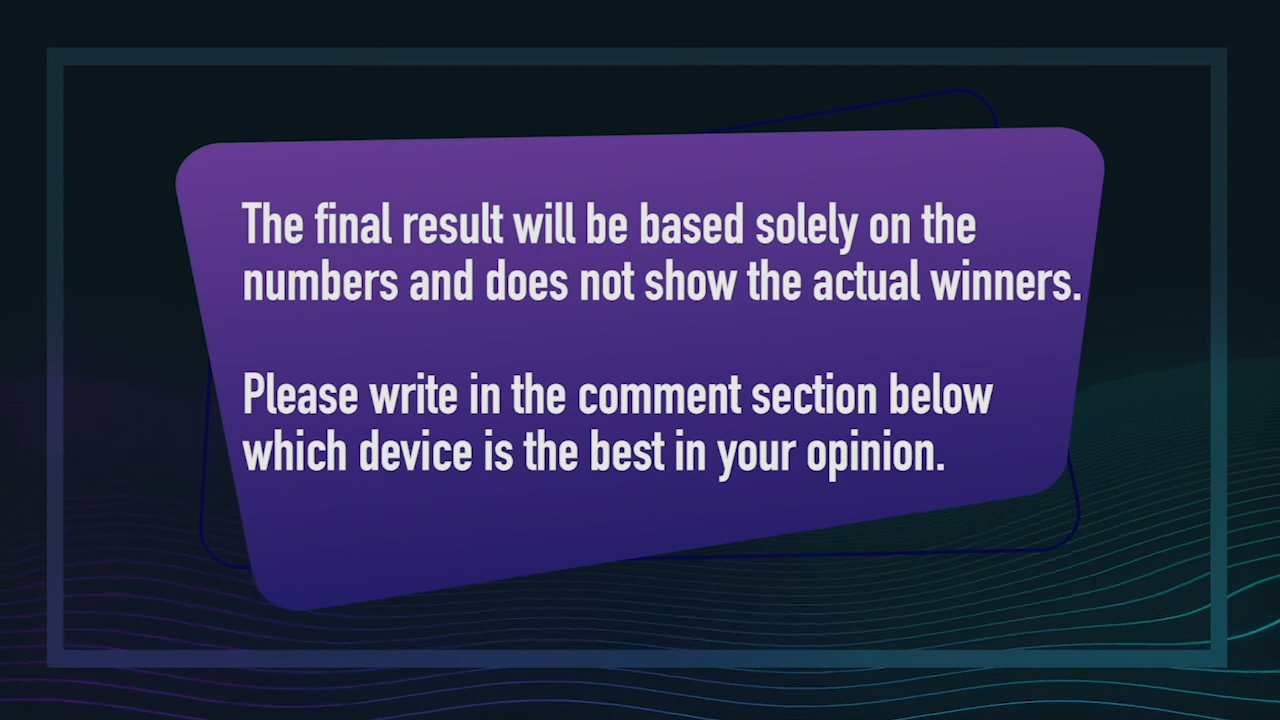 The final result will be based solely on the
numbers and does not show the actual winners.
Please write in the comment section below
which device is the best in your opinion.